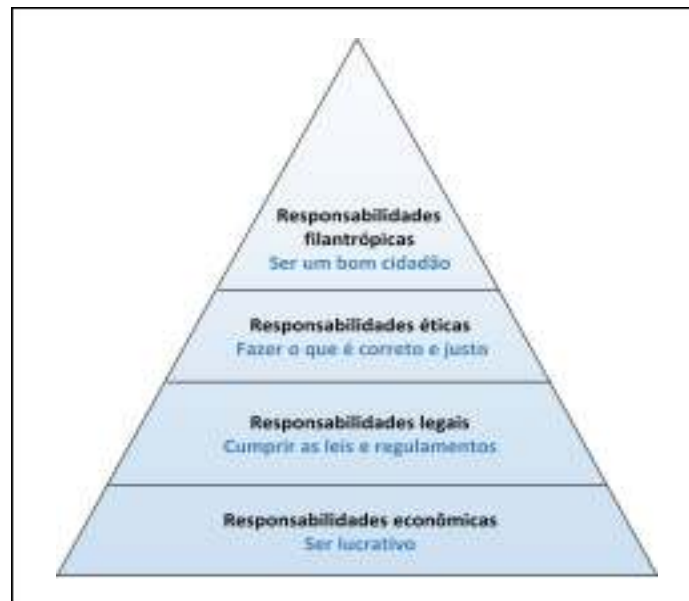 Responsabilidades
filantrópicas
Ser um bom cidadão
Responsabilidades éticas
Fazer o que é correto e justo
Responsabilidades legais
Cumprir as leis e regulamentos
Responsabilidades econômicas
Ser lucrativo